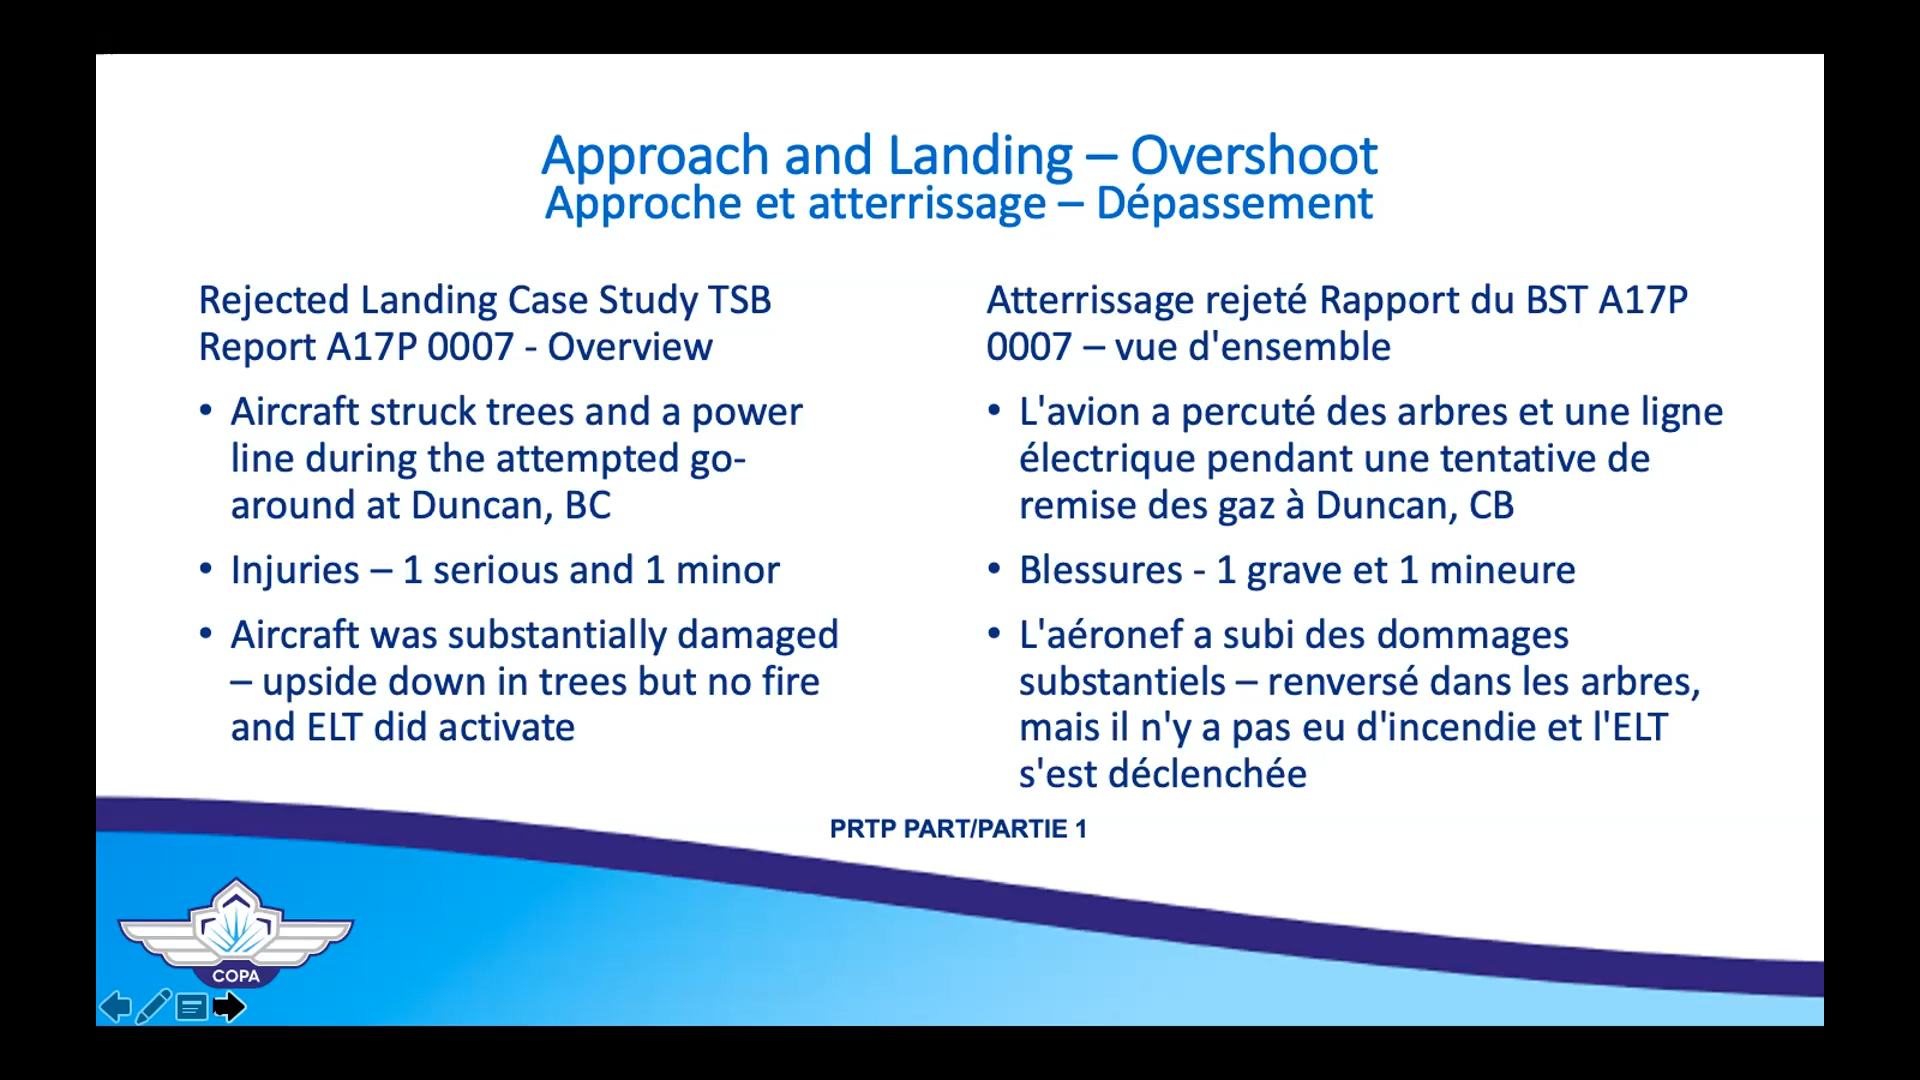 Approach and Landing – Overshoot
Approche et atterrissage – Dépassement
Rejected Landing Case Study TSB
Report A17P 0007 - Overview
• Aircraft struck trees and a power
line during the attempted go-
around at Duncan, BC
• Injuries – 1 serious and 1 minor
• Aircraft was substantially damaged
– upside down in trees but no fire
and ELT did activate
Atterrissage rejeté Rapport du BST A17P
0007 – vue d'ensemble
• L'avion a percuté des arbres et une ligne
électrique pendant une tentative de
remise des gaz à Duncan, CB
• Blessures - 1 grave et 1 mineure
• L'aéronef a subi des dommages
substantiels – renversé dans les arbres,
mais il n'y a pas eu d'incendie et l'ELT
s'est déclenchée
PRTP PART/PARTIE 1
COPA